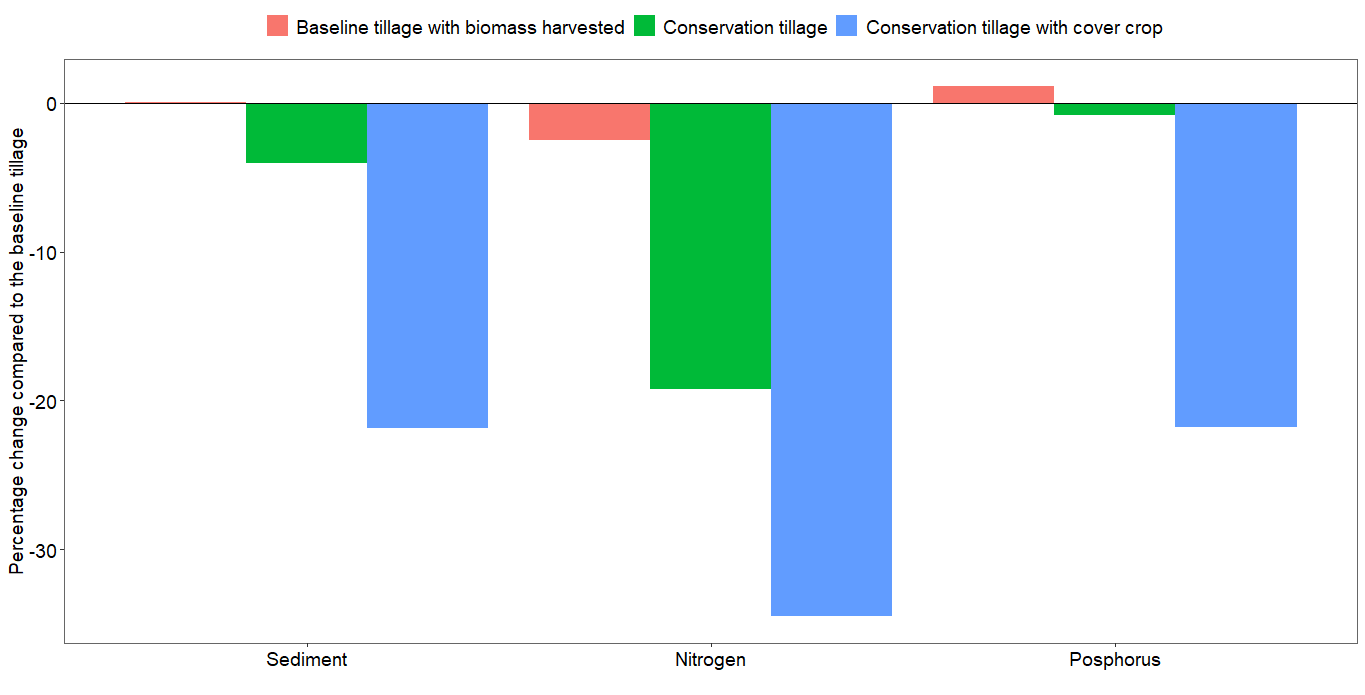 Baseline tillage with biomass harvested Conservation tillage Conservation tillage with cover crop
Percentage change compared to the baseline tillage
0
-10
-20
-30
Sediment Nitrogen Posphorus